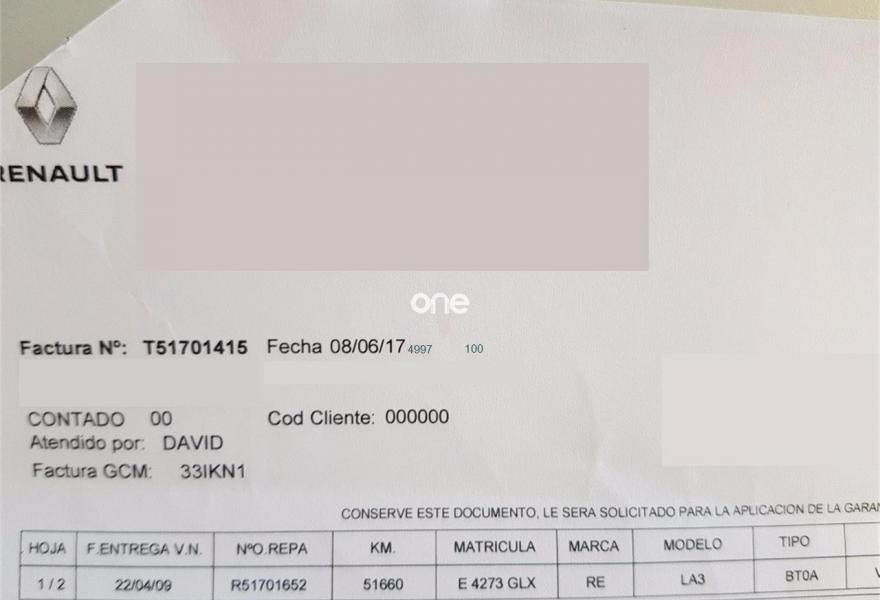 RENAULT
one
Factura Nº: T51701415 Fecha 08/06/17 4997 100
CONTADO 00 Cod Cliente: 000000
Atendido por: DAVID
Factura GCM: 33IKN1
CONSERVE ESTE DOCUMENTO, LE SERA SOLICITADO PARA LA APLICACION DE LA
HOJA F.ENTREGA V.N. NºO.REPA KM. MATRICULA MARCA MODELO TIPO
1 / 2 22/04/09 R51701652 51660 E 4273 GLX RE LA3 BT0A